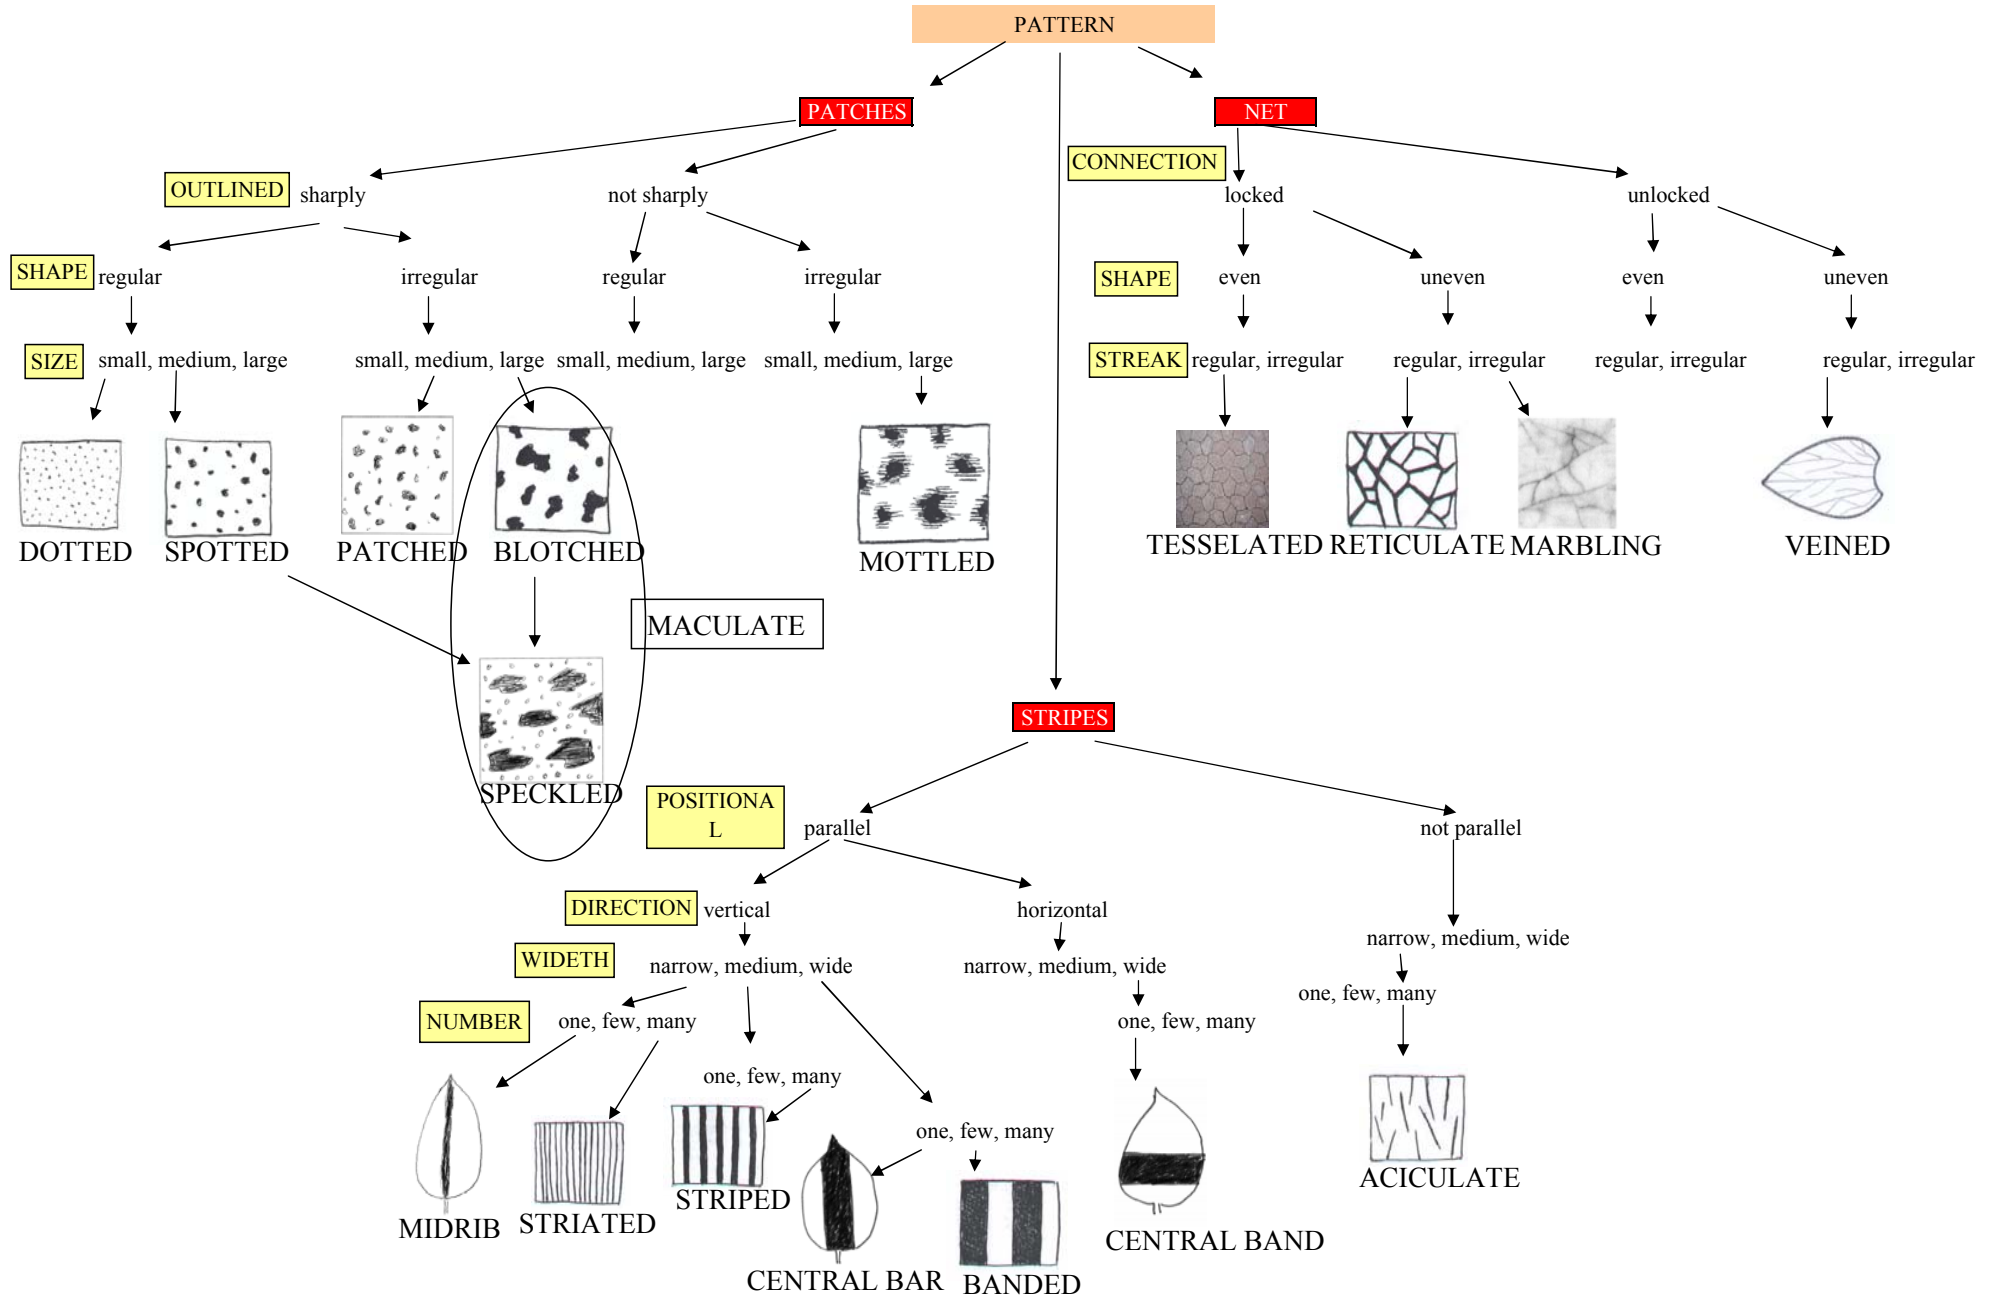 PATTERN
PATCHES
NET
OUTLINED
sharply
not sharply
CONNECTION
locked
unlocked
SHAPE
regular
irregular
regular
irregular
SHAPE
even
uneven
even
uneven
SIZE
small, medium, large
small, medium, large
small, medium, large
small, medium, large
STREAK
regular, irregular
regular, irregular
regular, irregular
regular, irregular
DOTTED
SPOTTED
PATCHED
BLOTCHED
MOTTLED
TESSELATED
RETICULATE
MARBLING
VEINED
MACULATE
SPECKLED
STRIPES
POSITIONA
L
parallel
not parallel
DIRECTION
vertical
horizontal
WIDETH
narrow, medium, wide
narrow, medium, wide
narrow, medium, wide
NUMBER
one, few, many
one, few, many
one, few, many
one, few, many
one, few, many
MIDRIB
STRIATED
STRIPED
CENTRAL BAR
BANDED
CENTRAL BAND
ACICULATE